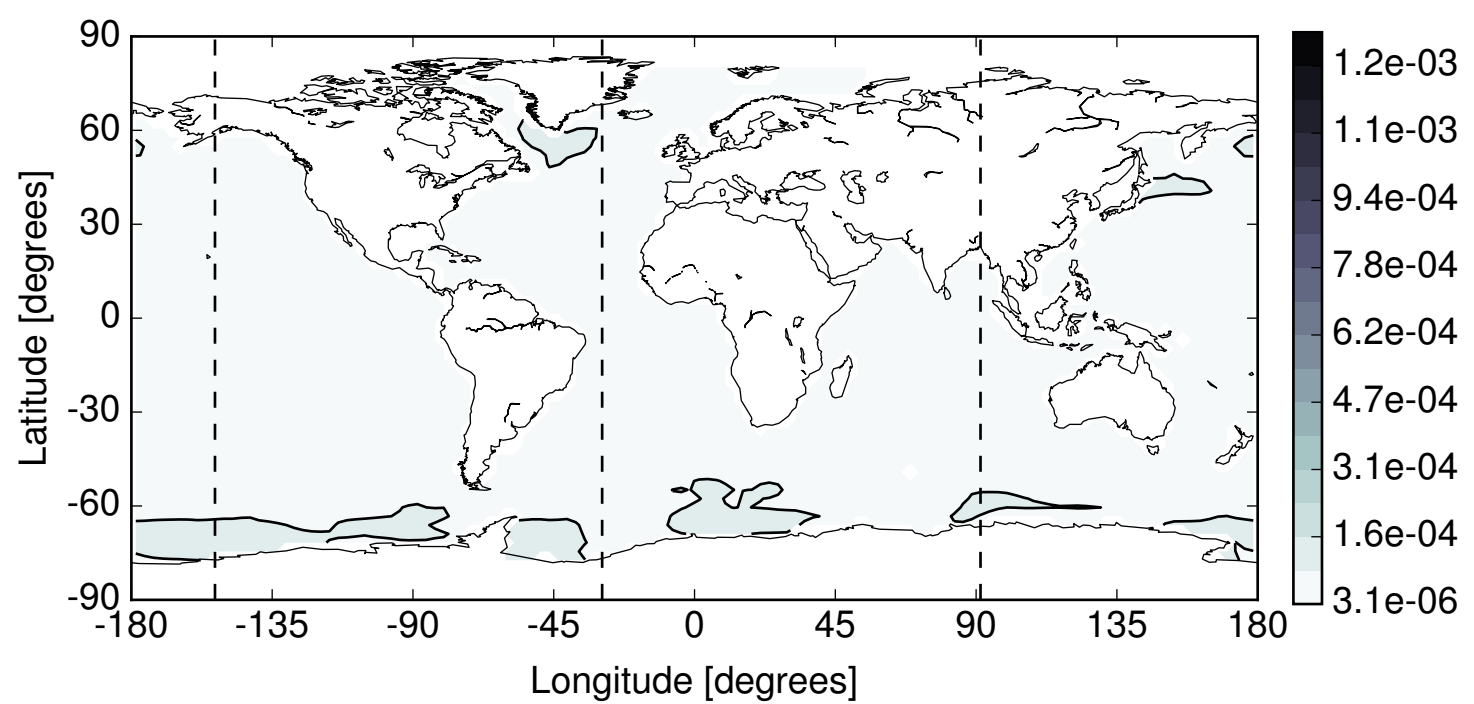 90
60
30
0
-30
-60
-90
Latitude [degrees]
-180 -135 -90 -45 0 45 90 135 180
Longitude [degrees]
1.2e-03
1.1e-03
9.4e-04
7.8e-04
6.2e-04
4.7e-04
3.1e-04
1.6e-04
3.1e-06